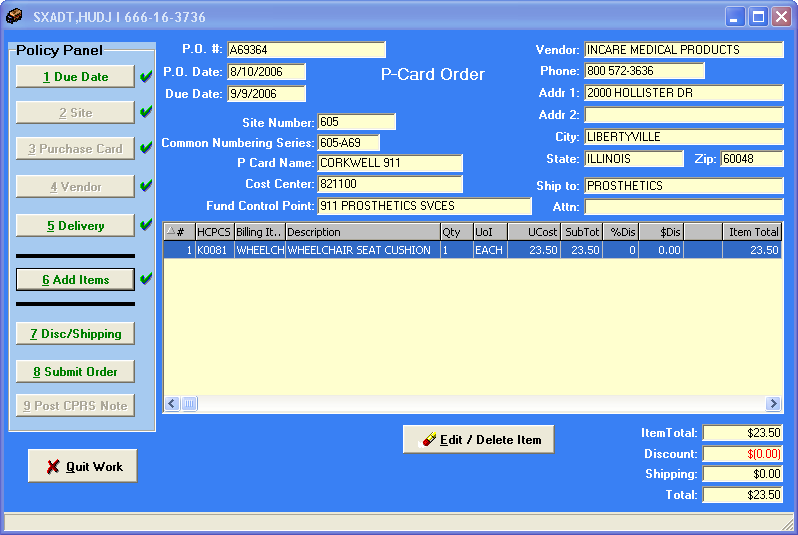 SXADT,HUDJ I 666-16-3736
Policy Panel
1 Due Date
2 Site
3 Purchase Card
4 Vendor
5 Delivery
6 Add Items
7 Disc/Shipping
8 Submit Order
9 Post CPRS Note
Quit Work
P.O. #: A69364
P.O. Date: 8/10/2006
Due Date: 9/9/2006
P-Card Order
Site Number: 605
Common Numbering Series: 605-A69
P Card Name: CORKWELL 911
Cost Center: 821100
Fund Control Point: 911 PROSTHETICS SVCES
Vendor: INCARE MEDICAL PRODUCTS
Phone: 800 572-3636
Addr 1: 2000 HOLLISTER DR
Addr 2:
City: LIBERTYVILLE
State: ILLINOIS Zip: 60048
Ship to: PROSTHETICS
Attn:
# HCPCS Billing It.. Description Qty UoI UCost SubTot %Dis $Dis Item Total
1 K0081 WHEELCH WHEELCHAIR SEAT CUSHION 1 EACH 23.50 23.50 0 0.00 23.50
Edit / Delete Item
ItemTotal: $23.50
Discount: $(0.00)
Shipping: $0.00
Total: $23.50